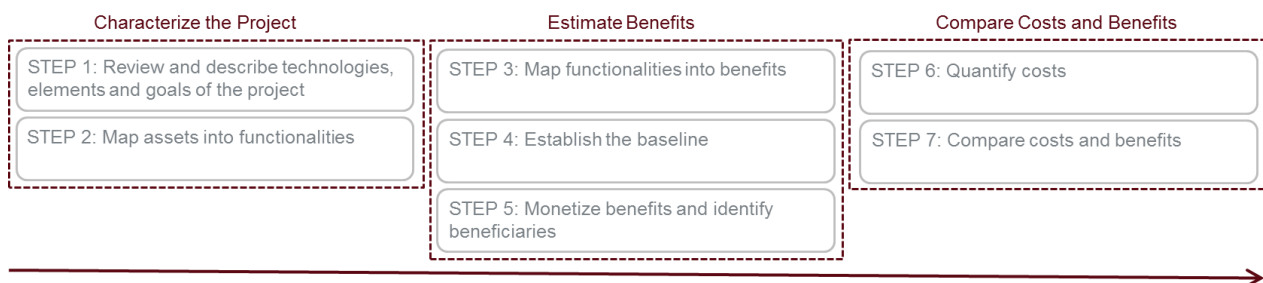 Characterize the Project
STEP 1: Review and describe technologies,
elements and goals of the project
STEP 2: Map assets into functionalities
Estimate Benefits
STEP 3: Map functionalities into benefits
STEP 4: Establish the baseline
STEP 5: Monetize benefits and identify
beneficiaries
Compare Costs and Benefits
STEP 6: Quantify costs
STEP 7: Compare costs and benefits